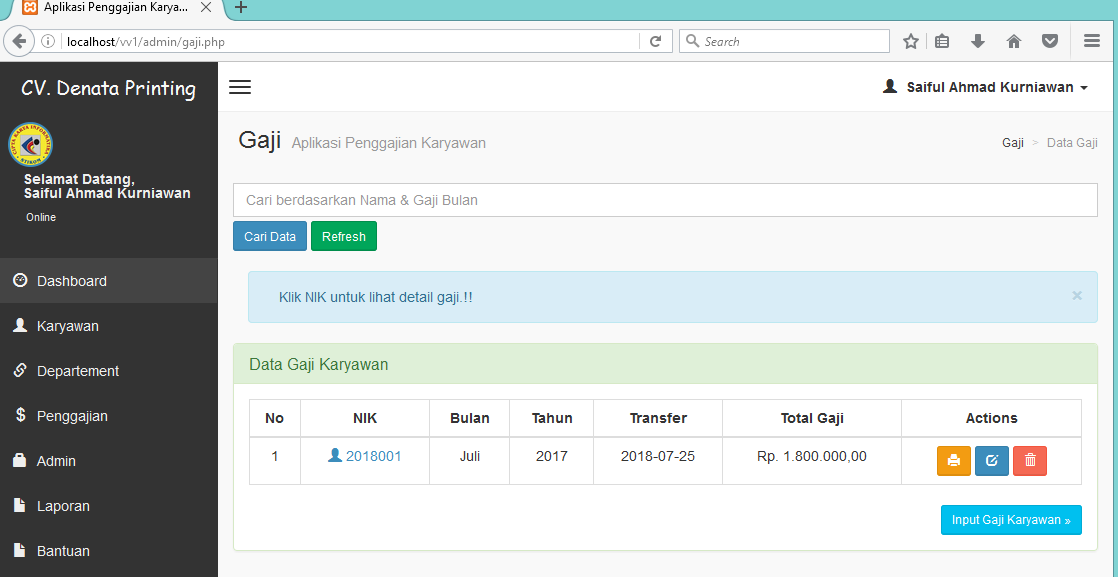 Aplikasi Penggajian Karya...
localhost/vv1/admin/gaji.php
Search
CV. Denata Printing
Saiful Ahmad Kurniawan
Selamat Datang,
Saiful Ahmad Kurniawan
Online
Dashboard
Karyawan
Departement
Penggajian
Admin
Laporan
Bantuan
Gaji Aplikasi Penggajian Karyawan
Gaji > Data Gaji
Cari berdasarkan Nama & Gaji Bulan
Cari Data Refresh
Klik NIK untuk lihat detail gaji.!!
×
Data Gaji Karyawan
No NIK Bulan Tahun Transfer Total Gaji Actions
1 2018001 Juli 2017 2018-07-25 Rp. 1.800.000,00
Input Gaji Karyawan »